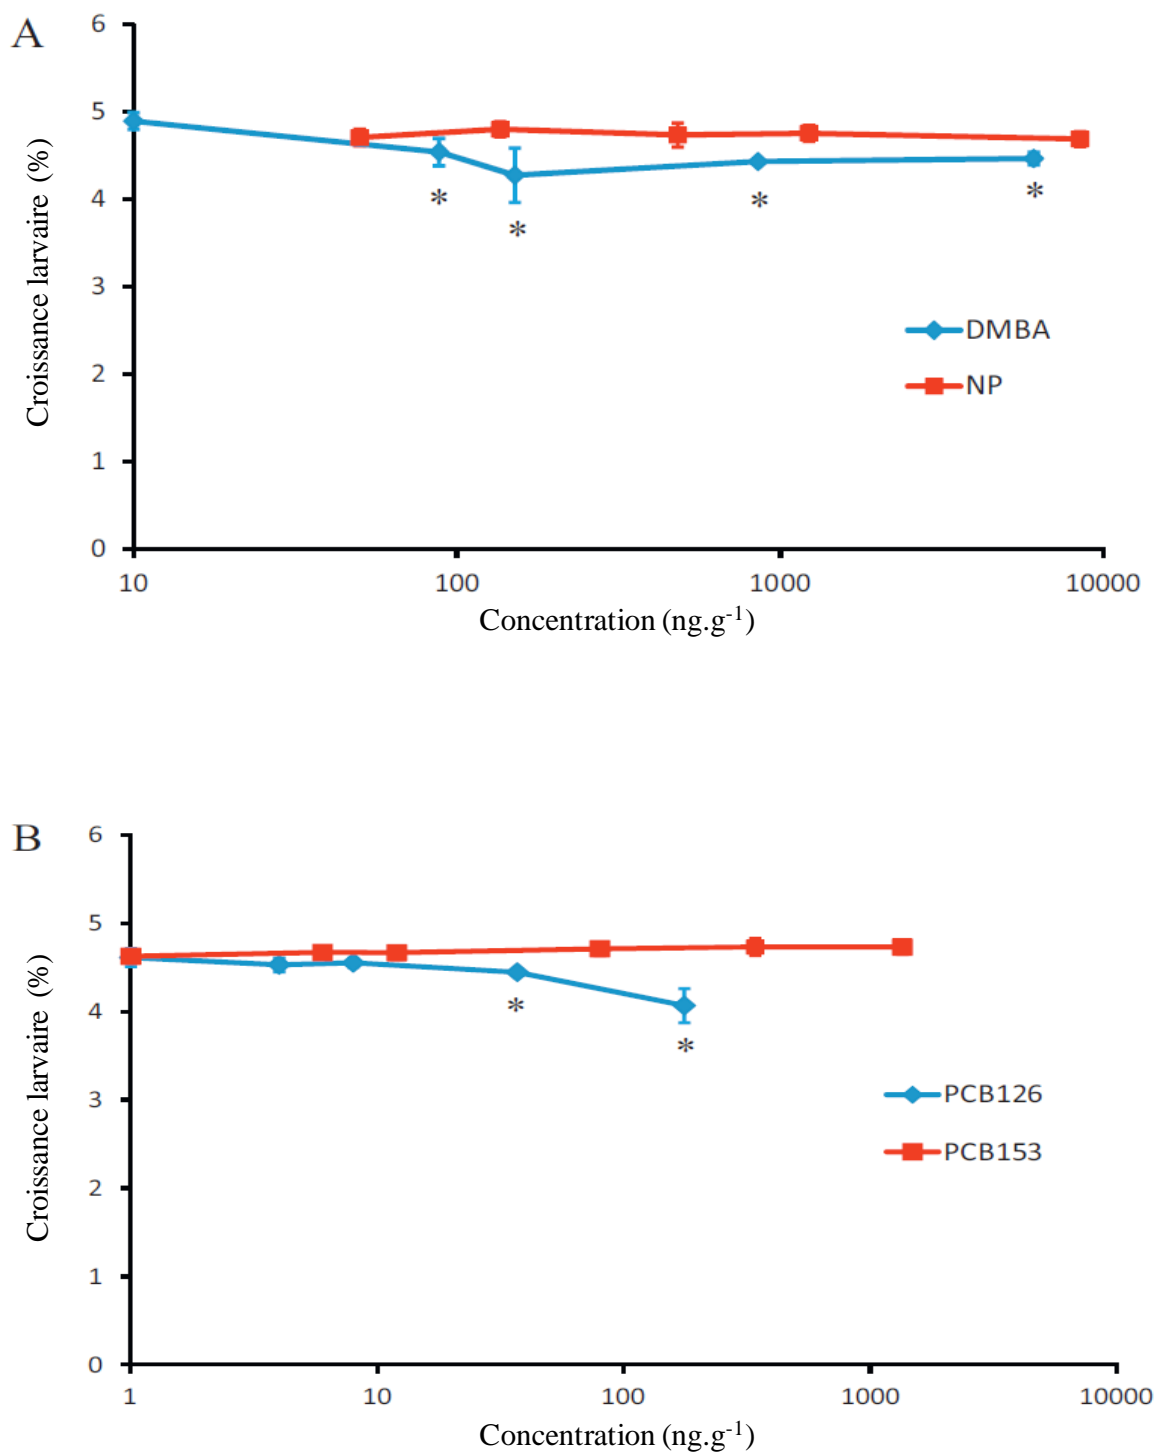 A
6
5
4
3
2
1
0
Croissance larvaire (%)
*
*
*
*
DMBA
NP
10
100
1000
10000
Concentration (ng.g-1)
B
6
5
4
3
2
1
0
Croissance larvaire (%)
*
*
PCB126
PCB153
1
10
100
1000
10000
Concentration (ng.g-1)